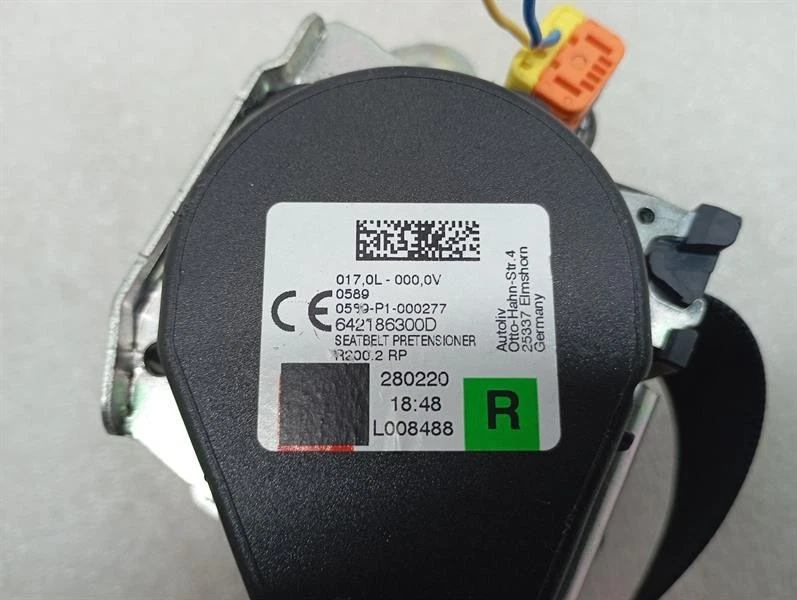 017,0L - 000,0V
0589
0589-P1-000277
CE 642186300D
SEATBELT PRETENSIONER
R200.2 RP
280220
18:48
L008488
R
Autoliv
Otto-Hahn-Str.4
25337 Elmshorn
Germany